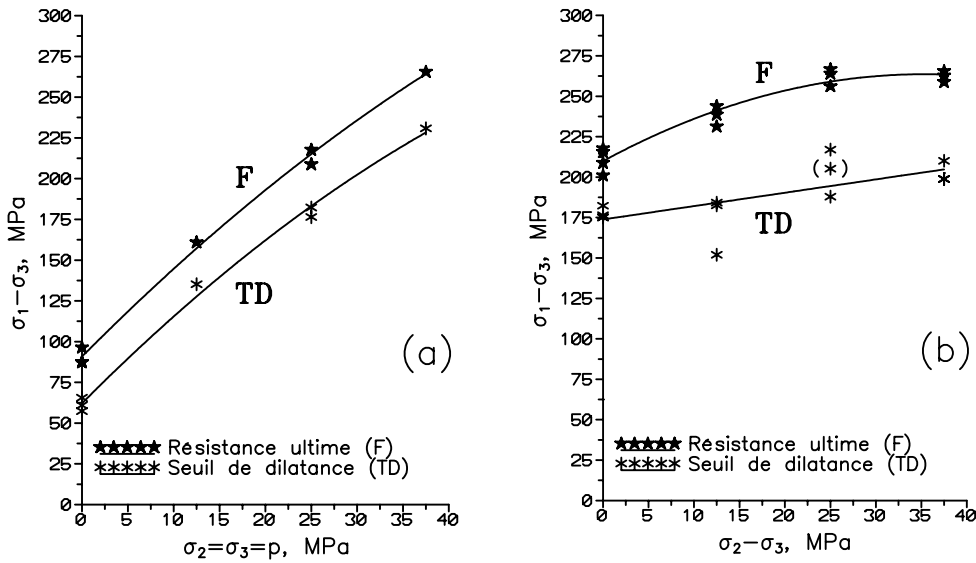 300
275
250
225
200
175
150
125
100
75
50
25
0
0 5 10 15 20 25 30 35 40
σ1−σ3, MPa
σ2=σ3=p, MPa
F
TD
(a)
Résistance ultime (F)
Seuil de dilatance (TD)
300
275
250
225
200
175
150
125
100
75
50
25
0
0 5 10 15 20 25 30 35 40
σ1−σ3, MPa
σ2−σ3, MPa
F
( )
TD
(b)
Résistance ultime (F)
Seuil de dilatance (TD)